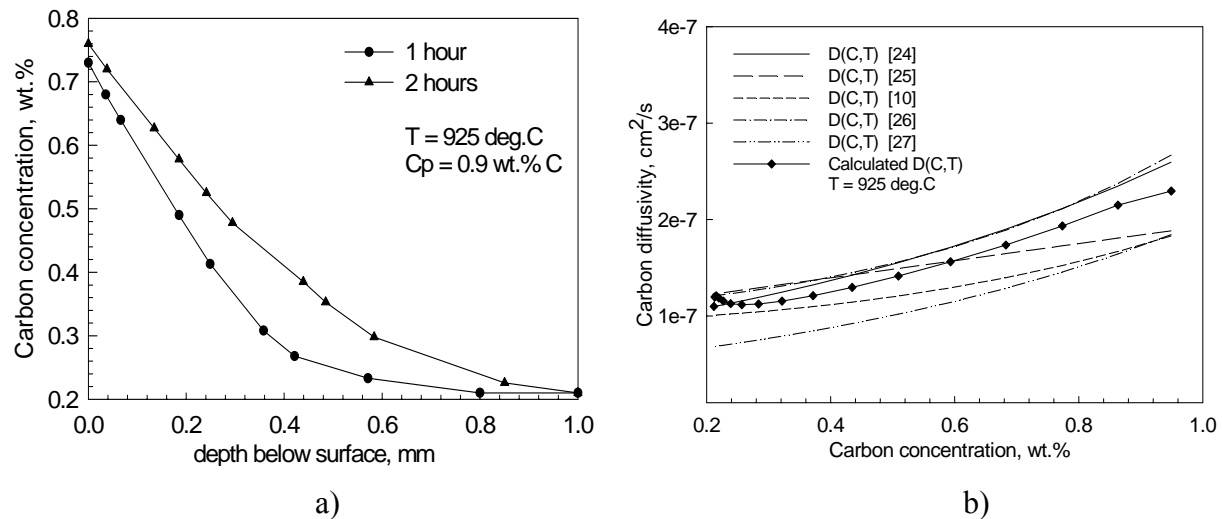 0.8
0.7
0.6
0.5
0.4
0.3
0.2
Carbon concentration, wt.%
1 hour
2 hours
T = 925 deg.C
Cp = 0.9 wt.% C
0.0 0.2 0.4 0.6 0.8 1.0
depth below surface, mm
a)
4e-7
3e-7
2e-7
1e-7
Carbon diffusivity, cm2/s
D(C,T) [24]
D(C,T) [25]
D(C,T) [10]
D(C,T) [26]
D(C,T) [27]
Calculated D(C,T)
T = 925 deg.C
0.2 0.4 0.6 0.8 1.0
Carbon concentration, wt.%
b)